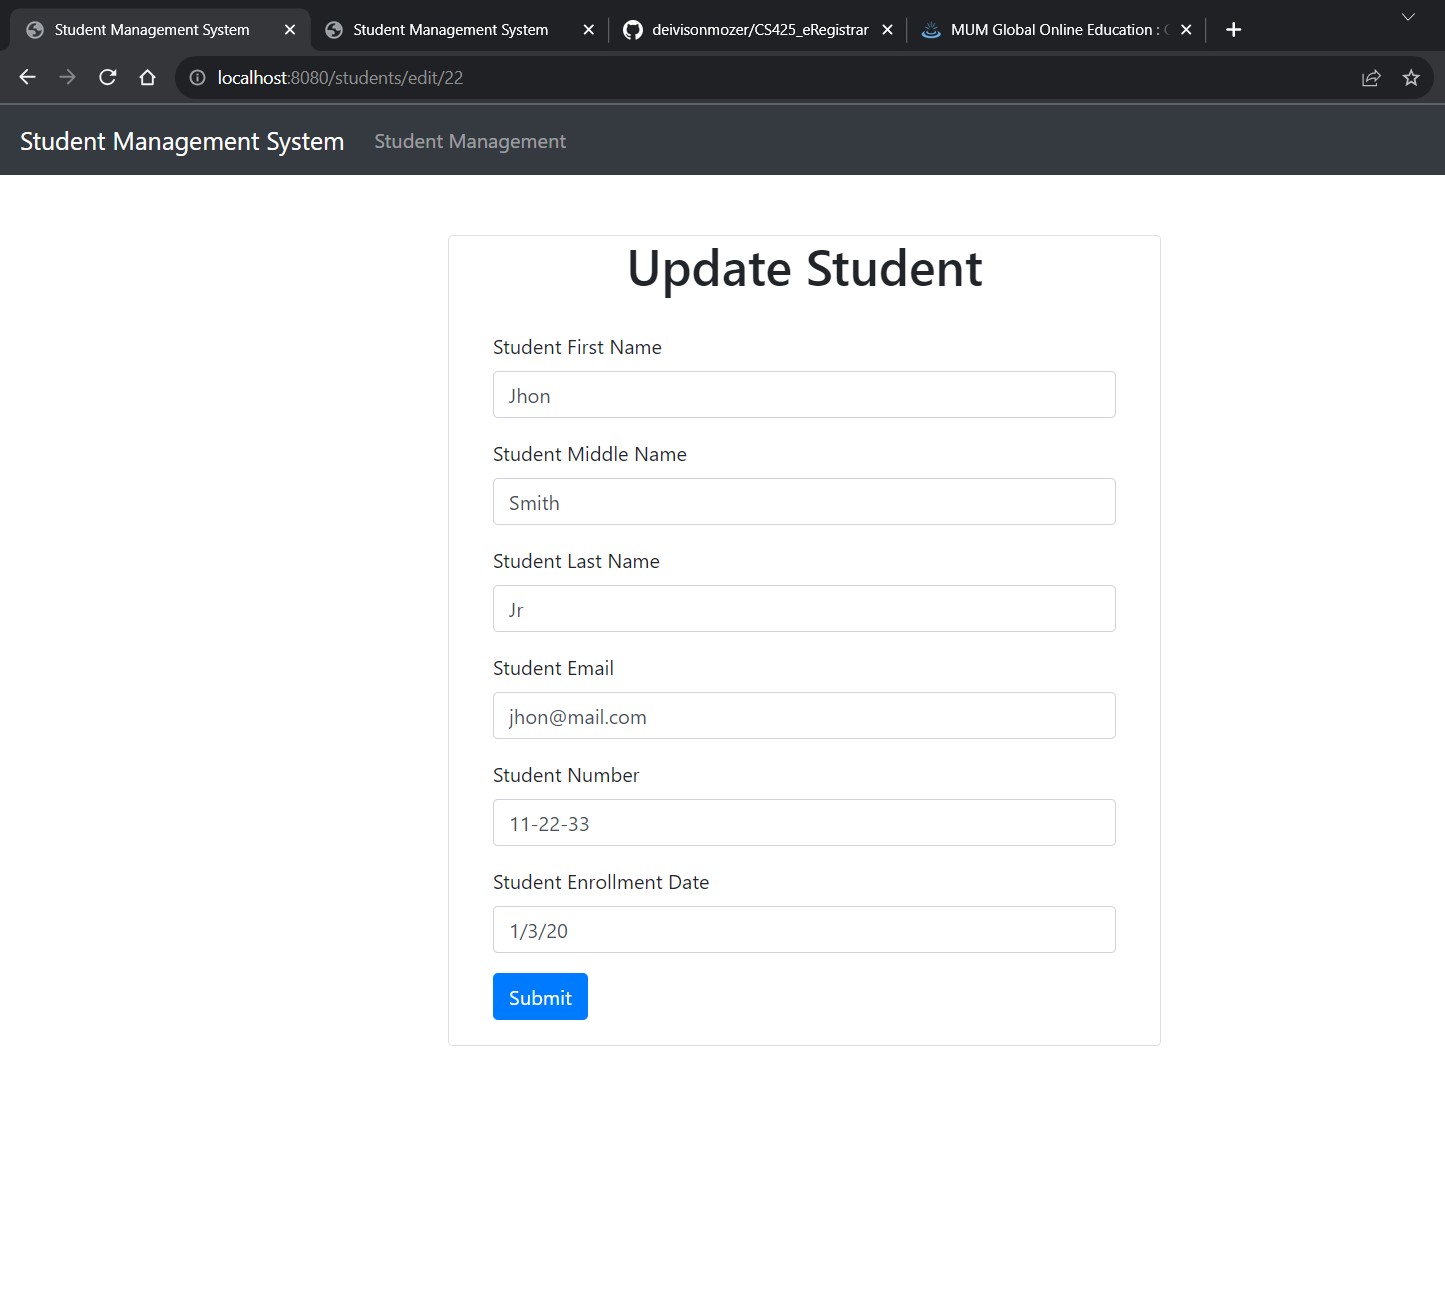 Student Management System
Student Management System
deivisonmozer/CS425_eRegistrar
MUM Global Online Education :
localhost:8080/students/edit/22
Student Management System Student Management
Update Student
Student First Name
Jhon
Student Middle Name
Smith
Student Last Name
Jr
Student Email
jhon@mail.com
Student Number
11-22-33
Student Enrollment Date
1/3/20
Submit